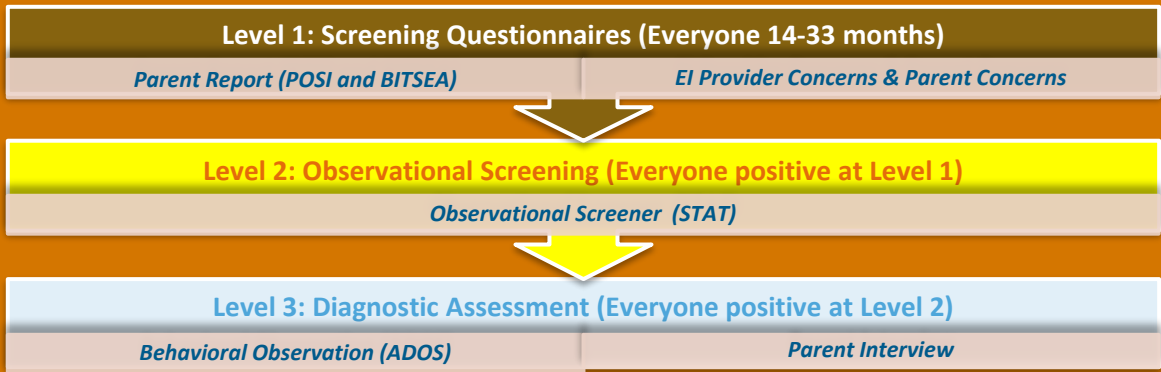 Level 1: Screening Questionnaires (Everyone 14-33 months)
Parent Report (POSI and BITSEA)
EI Provider Concerns & Parent Concerns
Level 2: Observational Screening (Everyone positive at Level 1)
Observational Screener (STAT)
Level 3: Diagnostic Assessment (Everyone positive at Level 2)
Behavioral Observation (ADOS)
Parent Interview